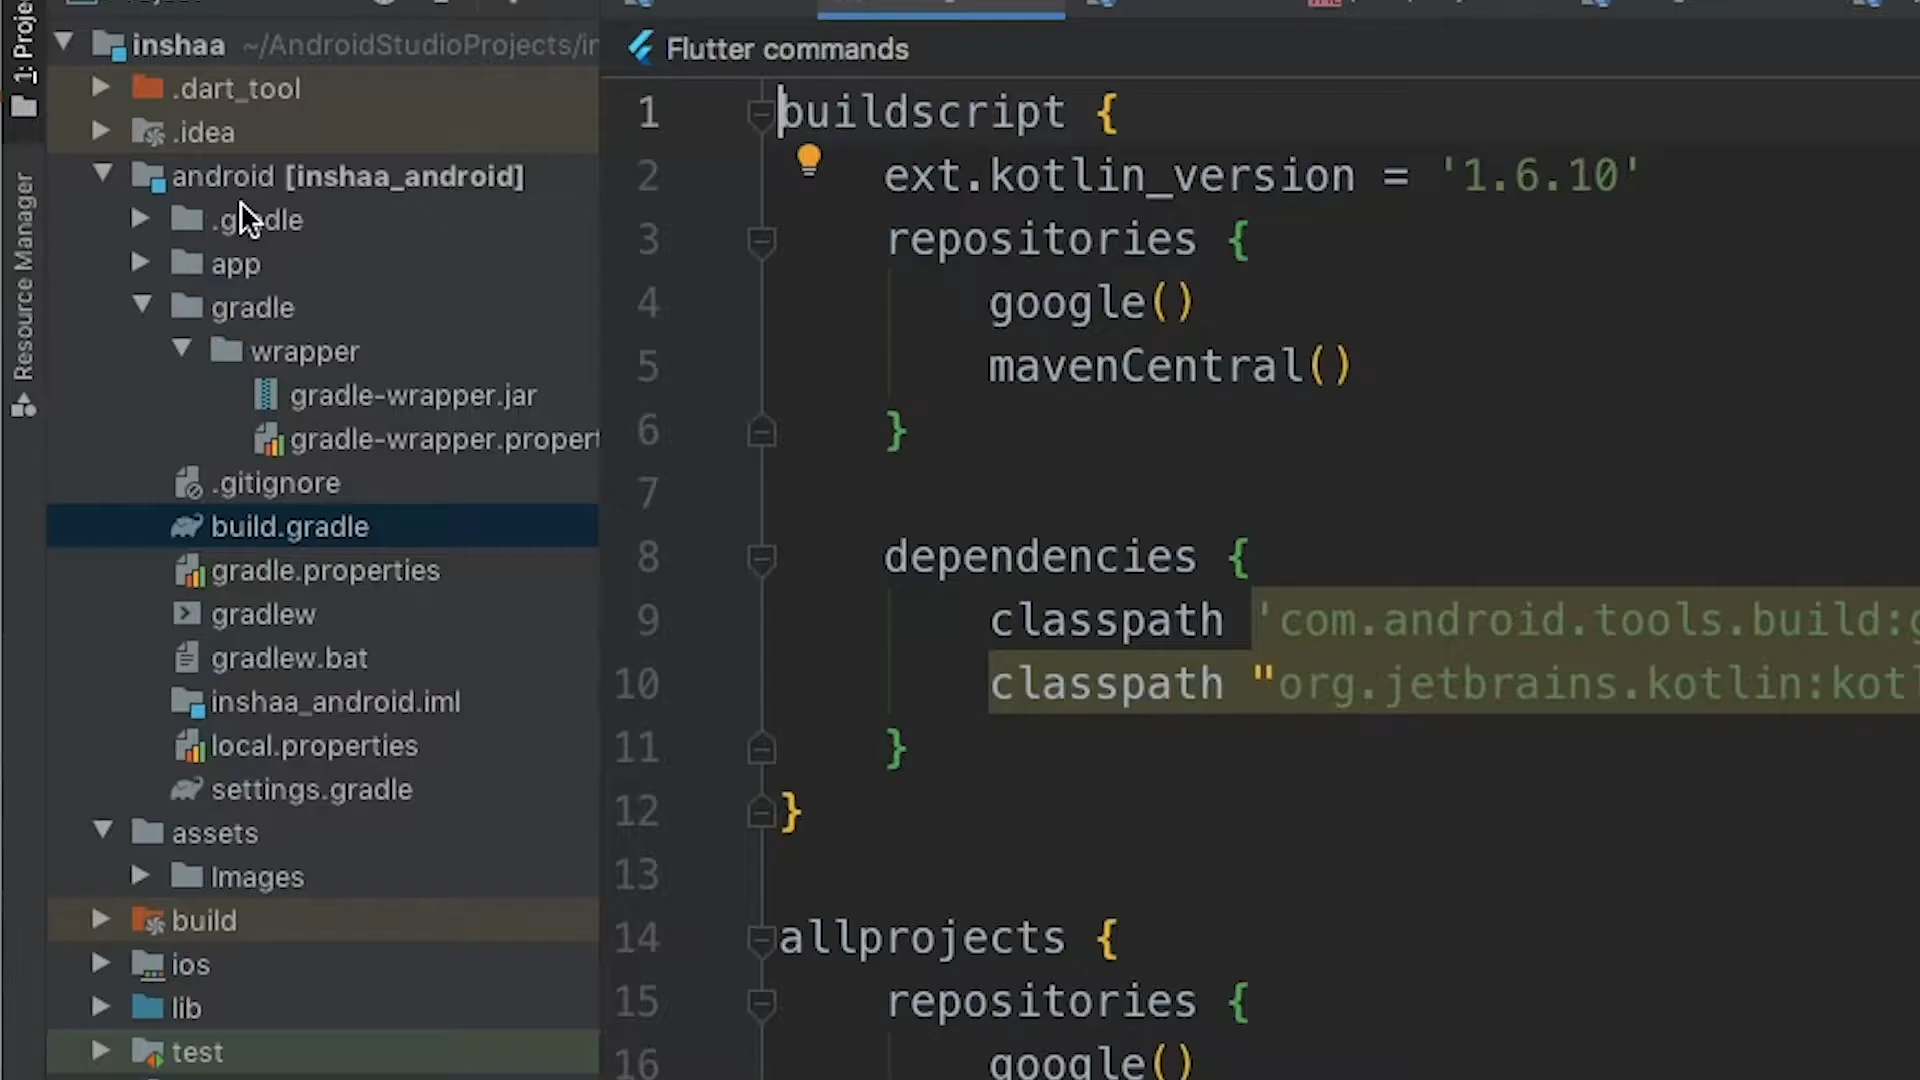 1: Proje
Resource Manager
inshaa ~/AndroidStudioProjects/ir
.dart_tool
.idea
android [inshaa_android]
.gradle
app
gradle
wrapper
gradle-wrapper.jar
gradle-wrapper.propert
.gitignore
build.gradle
gradle.properties
gradlew
gradlew.bat
inshaa_android.iml
local.properties
settings.gradle
assets
Images
build
ios
lib
test
Flutter commands
1 buildscript {
2 ext.kotlin_version = '1.6.10'
3 repositories {
4 google()
5 mavenCentral()
6 }
7
8 dependencies {
9 classpath 'com.android.tools.build:g
10 classpath "org.jetbrains.kotlin:kotl
11 }
12 }
13
14 allprojects {
15 repositories {
16 google()